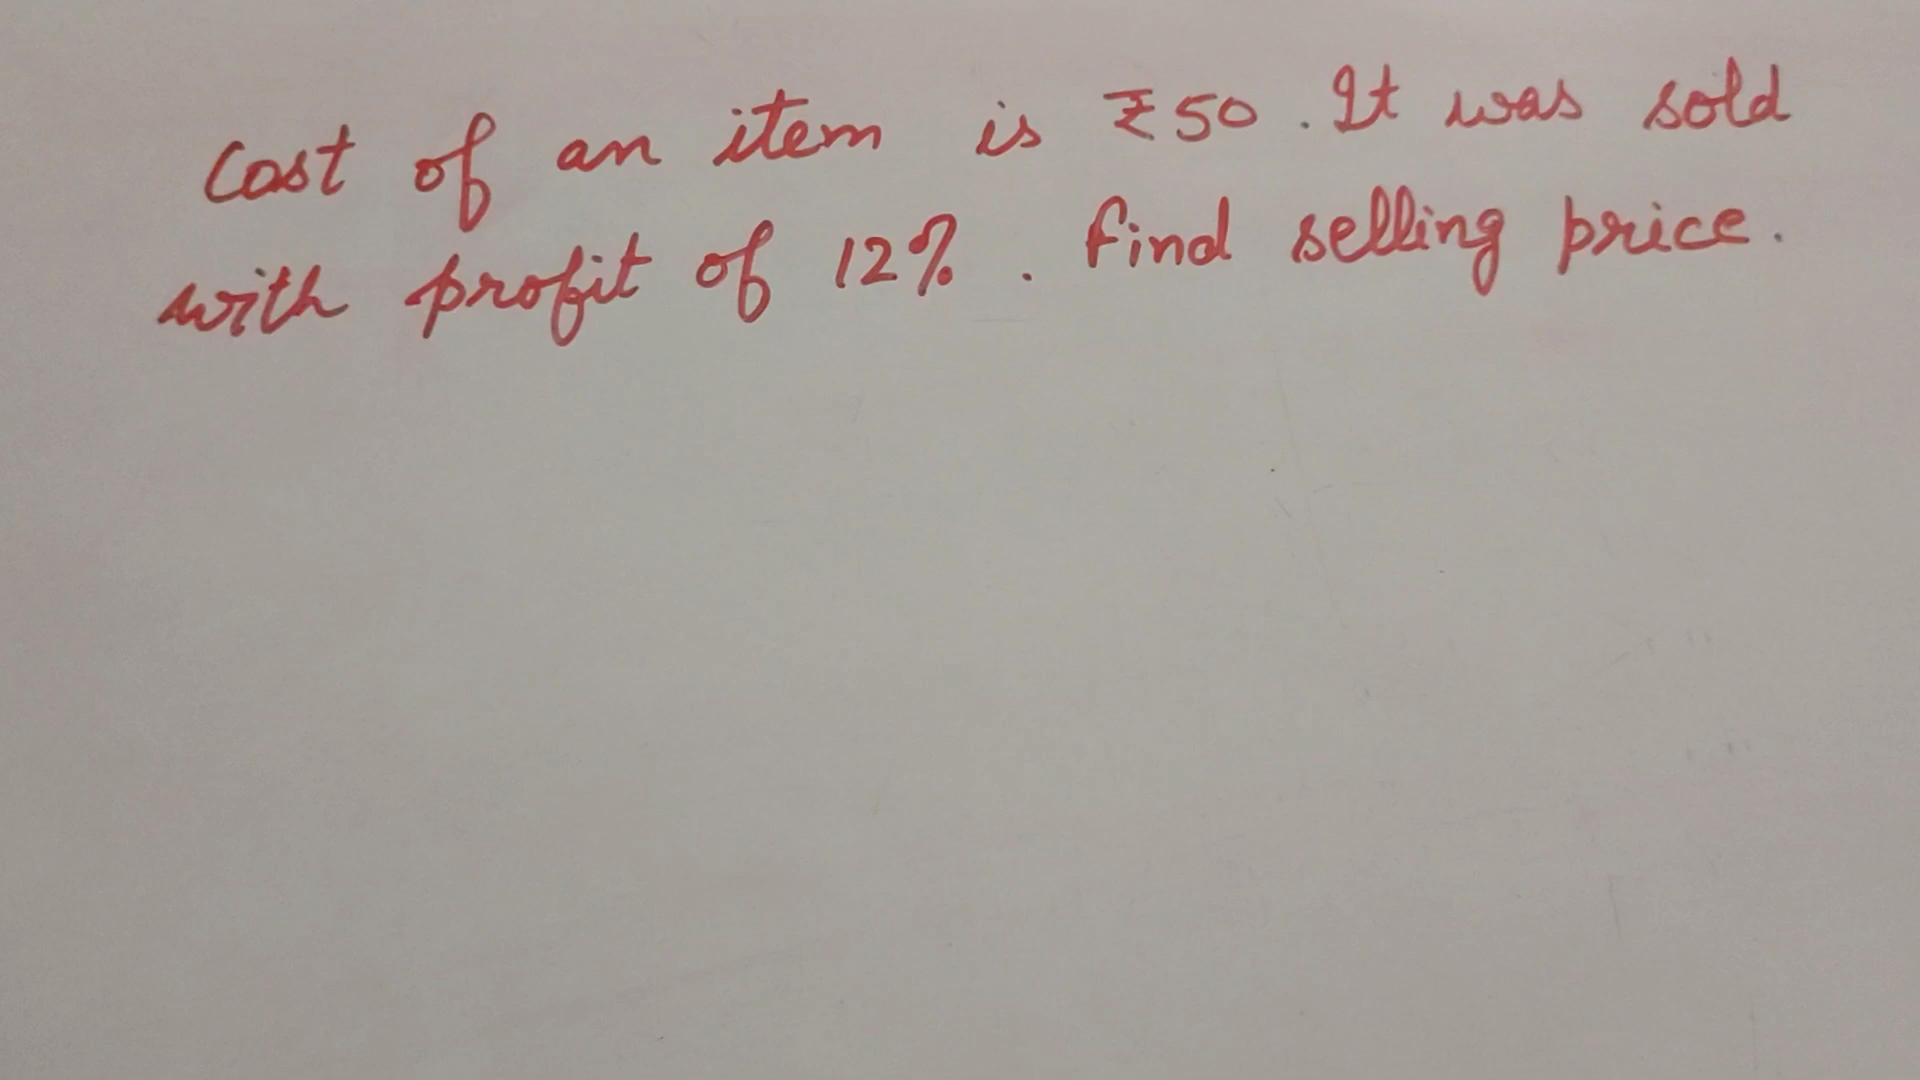 Cost of an item is ₹50. It was sold
with profit of 12%. Find selling price.